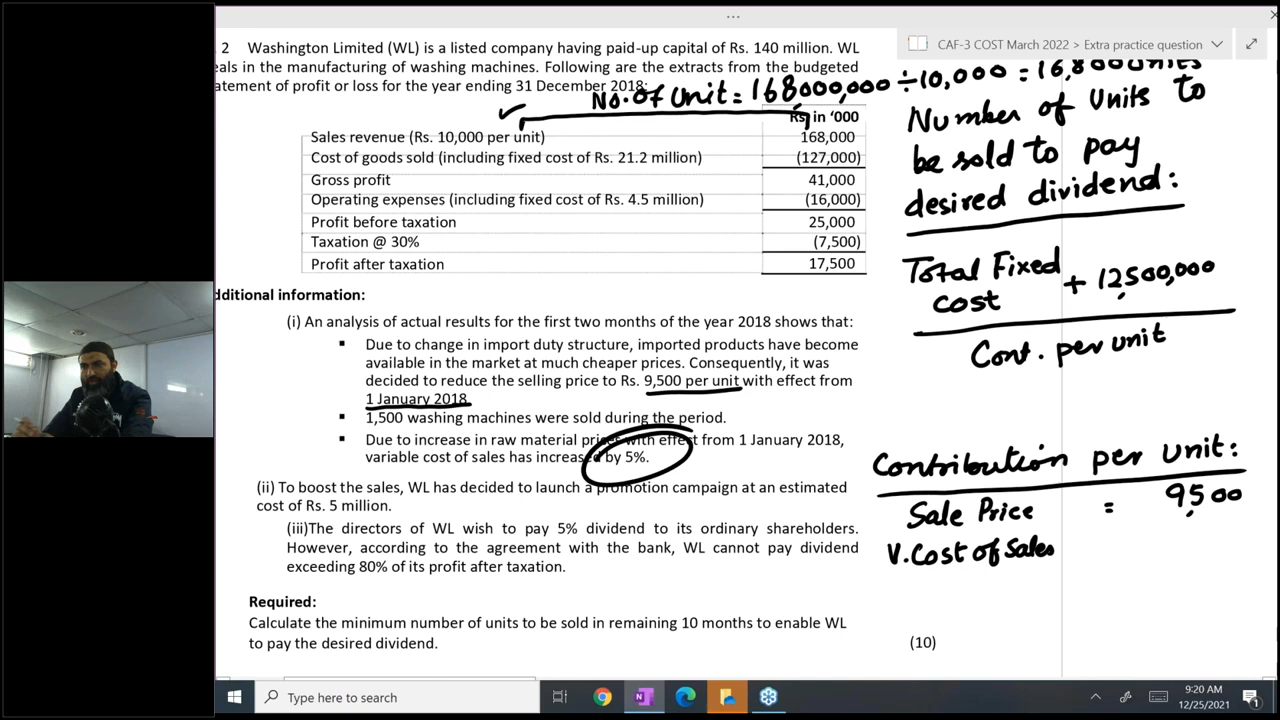 CAF-3 COST March 2022 > Extra practice question
2 Washington Limited (WL) is a listed company having paid-up capital of Rs. 140 million. WL
eals in the manufacturing of washing machines. Following are the extracts from the budgeted
atement of profit or loss for the year ending 31 December 2018:
No. of Unit = 168000,000 ÷ 10,000 = 16,800 units
Rs. in '000
Sales revenue (Rs. 10,000 per unit) 168,000
Cost of goods sold (including fixed cost of Rs. 21.2 million) (127,000)
Gross profit 41,000
Operating expenses (including fixed cost of Rs. 4.5 million) (16,000)
Profit before taxation 25,000
Taxation @ 30% (7,500)
Profit after taxation 17,500
dditional information:
(i) An analysis of actual results for the first two months of the year 2018 shows that:
▪ Due to change in import duty structure, imported products have become
available in the market at much cheaper prices. Consequently, it was
decided to reduce the selling price to Rs. 9,500 per unit with effect from
1 January 2018.
▪ 1,500 washing machines were sold during the period.
▪ Due to increase in raw material prices with effect from 1 January 2018,
variable cost of sales has increased by 5%.
(ii) To boost the sales, WL has decided to launch a promotion campaign at an estimated
cost of Rs. 5 million.
(iii)The directors of WL wish to pay 5% dividend to its ordinary shareholders.
However, according to the agreement with the bank, WL cannot pay dividend
exceeding 80% of its profit after taxation.
Required:
Calculate the minimum number of units to be sold in remaining 10 months to enable WL
to pay the desired dividend. (10)
Number of Units to
be sold to pay
desired dividend:
Total Fixed
cost + 12,500,000
Cont. per unit
Contribution per unit:
Sale Price = 9,500
V.Cost of Sales
Type here to search
9:20 AM
12/25/2021
1